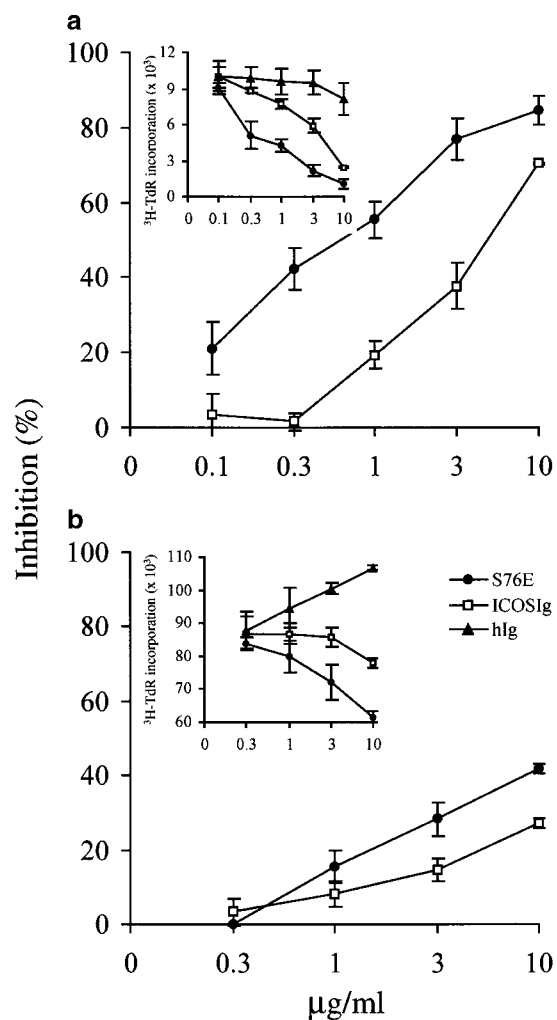 a
100
80
60
40
20
0
0 0.1 0.3 1 3 10
12
9
6
3
0
0 0.1 0.3 1 3 10
³H-TdR incorporation (x 10³)
Inhibition (%)
b
100
80
60
40
20
0
0 0.3 1 3 10
110
100
90
80
70
60
0 0.3 1 3 10
³H-TdR incorporation (x 10³)
S76E
ICOSIg
hIg
μg/ml